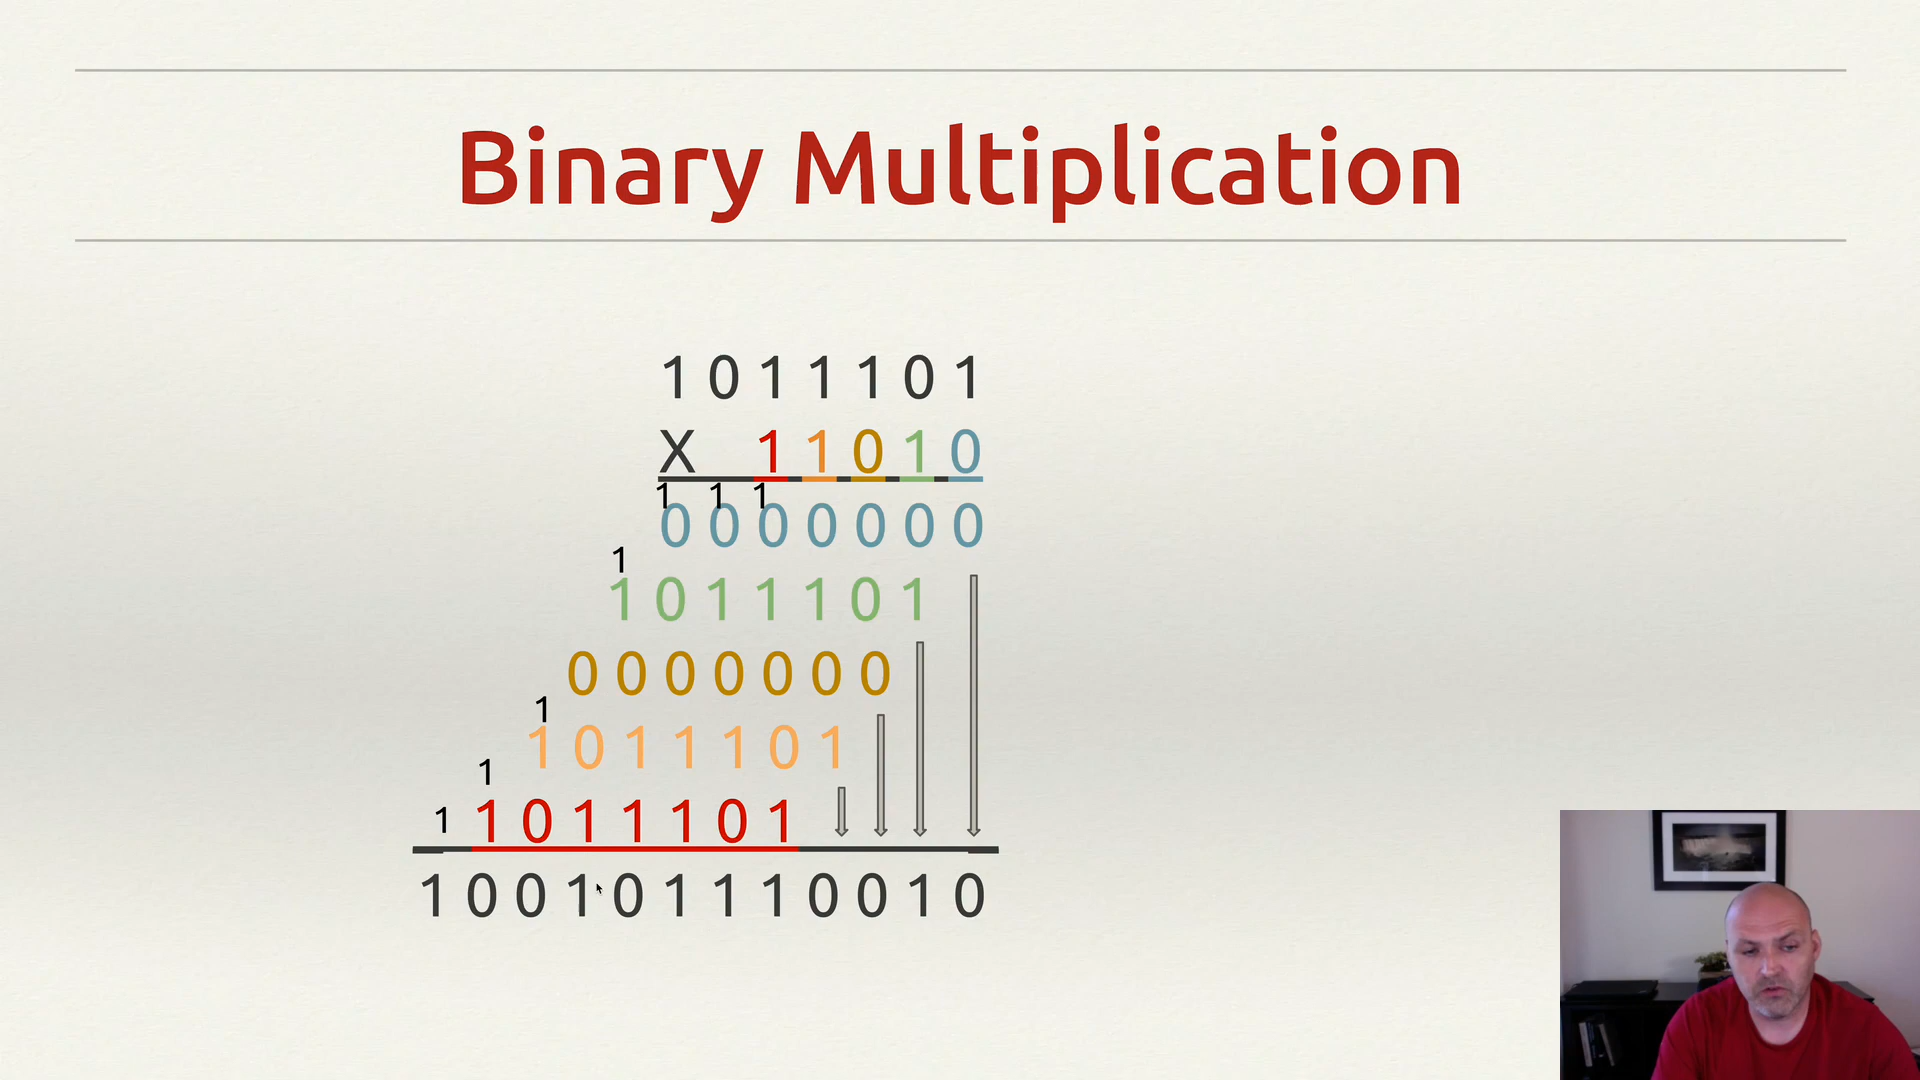 Binary Multiplication
1 0 1 1 1 0 1
X 1 1 0 1 0
1 1 1
0 0 0 0 0 0 0
1
1 0 1 1 1 0 1
0 0 0 0 0 0 0
1
1 0 1 1 1 0 1
1
1 1 0 1 1 1 0 1
1 0 0 1 0 1 1 1 0 0 1 0